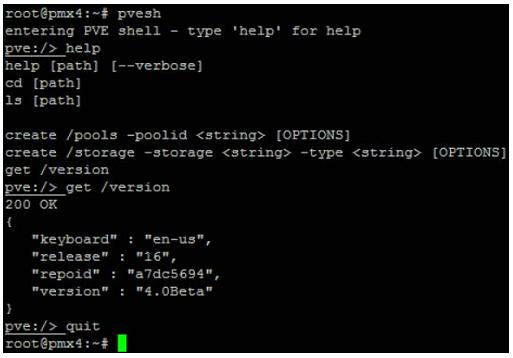 root@pmx4:~# pvesh
entering PVE shell - type 'help' for help
pve:/> help
help [path] [--verbose]
cd [path]
ls [path]

create /pools -poolid <string> [OPTIONS]
create /storage -storage <string> -type <string> [OPTIONS]
get /version
pve:/> get /version
200 OK
{
   "keyboard" : "en-us",
   "release" : "16",
   "repoid" : "a7dc5694",
   "version" : "4.0Beta"
}
pve:/> quit
root@pmx4:~#